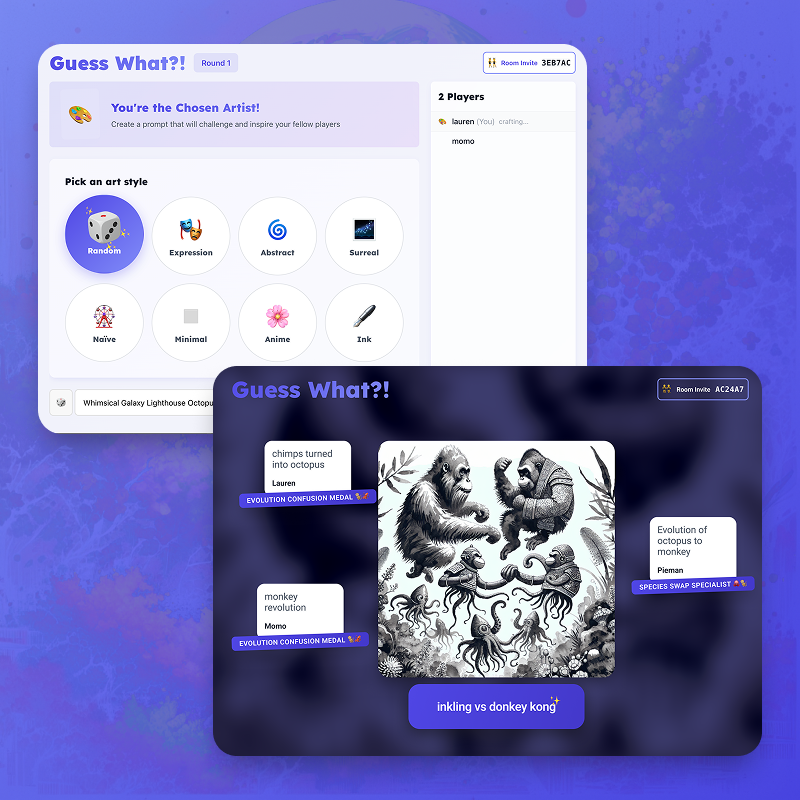 Guess What?!
Round 1
Room Invite 3EB7AC
You're the Chosen Artist!
Create a prompt that will challenge and inspire your fellow players
2 Players
lauren (You) crafting...
momo
Pick an art style
Random
Expression
Abstract
Surreal
Naïve
Minimal
Anime
Ink
Whimsical Galaxy Lighthouse Octopu
Guess What?!
Room Invite AC24A7
chimps turned
into octopus
Lauren
EVOLUTION CONFUSION MEDAL
Evolution of
octopus to
monkey
Pieman
SPECIES SWAP SPECIALIST
monkey
revolution
Momo
EVOLUTION CONFUSION MEDAL
inkling vs donkey kong